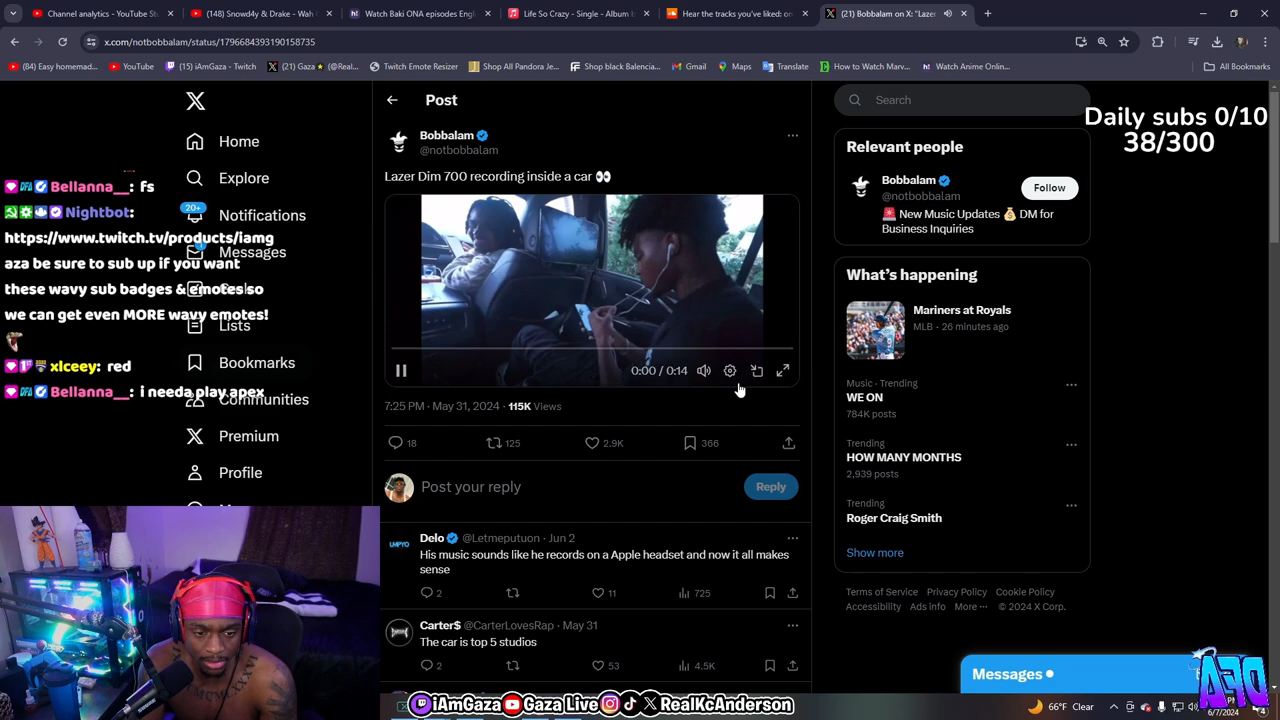 Channel analytics - YouTube St
(148) Snowd4y & Drake - Wah
Watch Baki ONA episodes Engl
Life So Crazy - Single - Album b
Hear the tracks you've liked: on
(21) Bobbalam on X: "Lazer
x.com/notbobbalam/status/1796684393190158735
(84) Easy homemad...
YouTube
(15) iAmGaza - Twitch
(21) Gaza (@Real...
Twitch Emote Resizer
Shop All Pandora Je...
Shop black Balencia...
Gmail
Maps
Translate
How to Watch Marv...
Watch Anime Onlin...
All Bookmarks
Home
Explore
20+
Notifications
Messages
Lists
Bookmarks
Communities
Premium
Profile
Bellanna__: fs
Nightbot:
https://www.twitch.tv/products/iamg
aza be sure to sub up if you want
these wavy sub badges & emotes so
we can get even MORE wavy emotes!
xlceey: red
Bellanna__: i needa play apex
Post
Bobbalam
@notbobbalam
Lazer Dim 700 recording inside a car 👀
0:00 / 0:14
7:25 PM · May 31, 2024 · 115K Views
18
125
2.9K
366
Post your reply
Reply
Delo @Letmeputuon · Jun 2
His music sounds like he records on a Apple headset and now it all makes
sense
2
11
725
Carter$ @CarterLovesRap · May 31
The car is top 5 studios
2
53
4.5K
Search
Daily subs 0/10
38/300
Relevant people
Bobbalam
@notbobbalam
Follow
🚨 New Music Updates 💰 DM for
Business Inquiries
What's happening
Mariners at Royals
MLB · 26 minutes ago
Music · Trending
WE ON
784K posts
Trending
HOW MANY MONTHS
2,939 posts
Trending
Roger Craig Smith
Show more
Terms of Service
Privacy Policy
Cookie Policy
Accessibility
Ads info
More ···
© 2024 X Corp.
Messages
iAmGaza
Gaza Live
RealKcAnderson
66°F Clear
6/7/2024